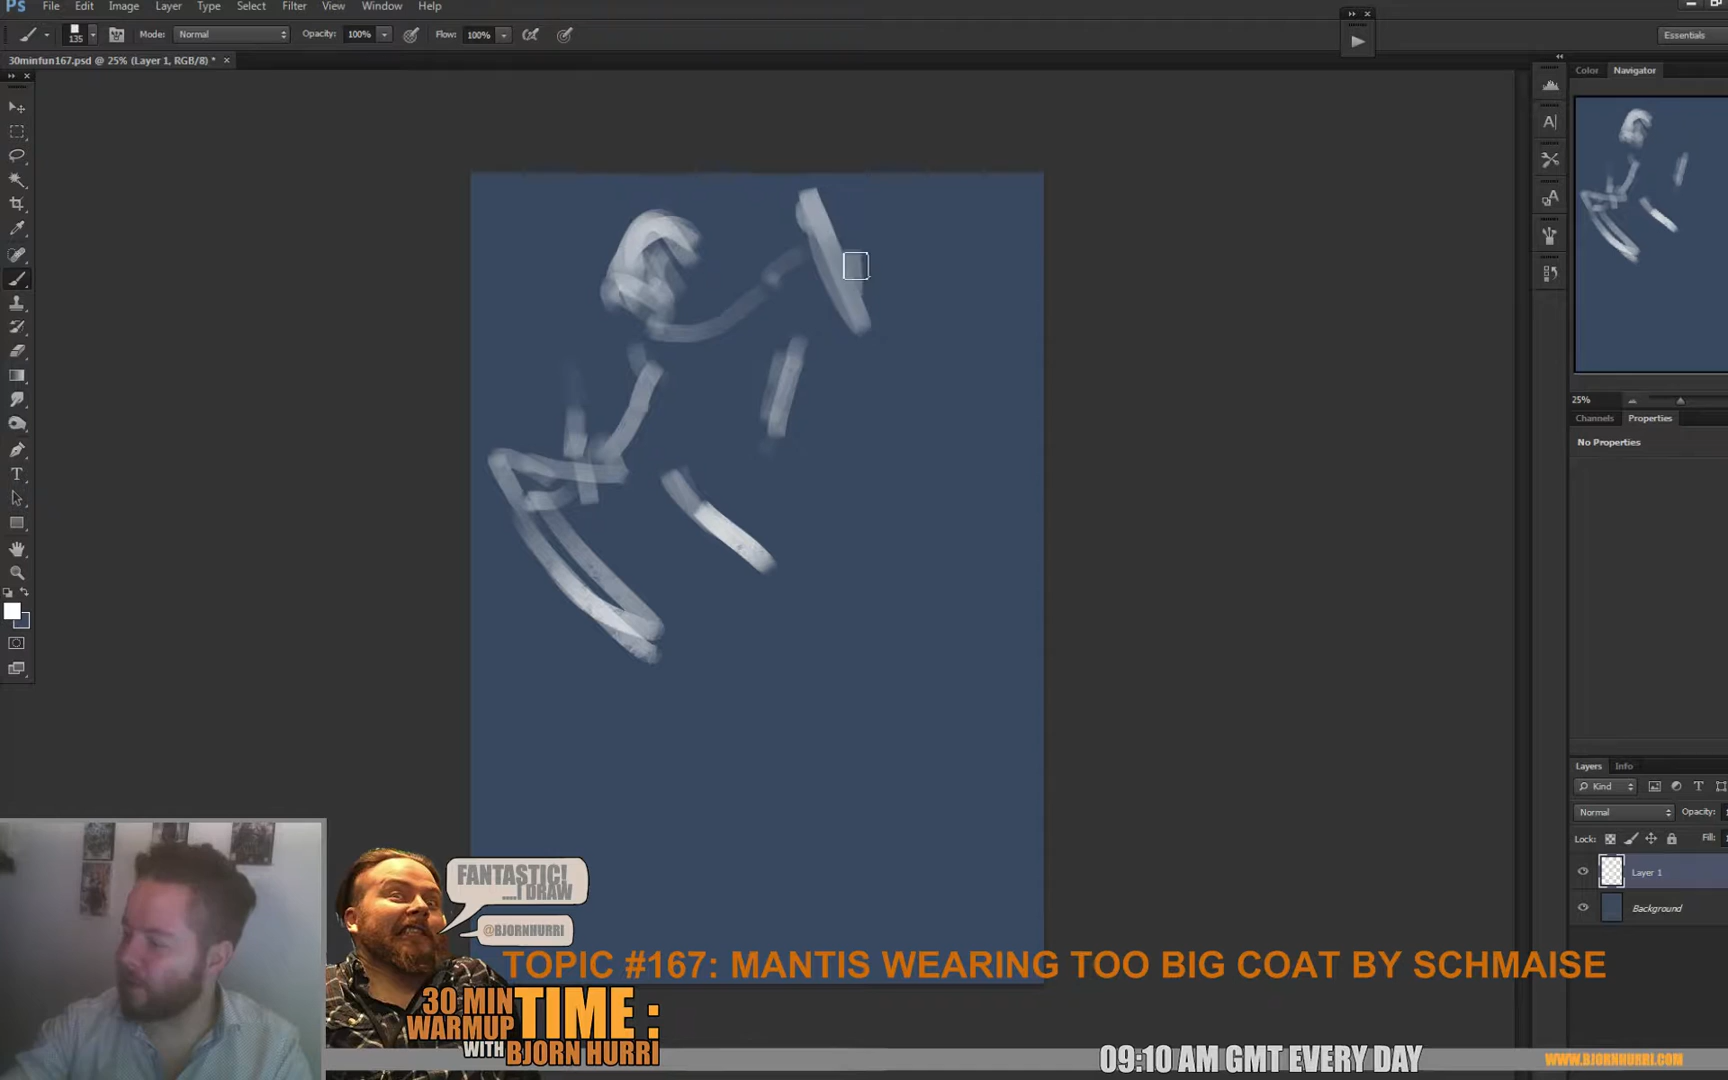 Ps File Edit Image Layer Type Select Filter View Window Help
135 Mode: Normal Opacity: 100% Flow: 100% Essentials
30minfun167.psd @ 25% (Layer 1, RGB/8) *
Color Navigator
25%
Channels Properties
No Properties
Layers Info
Kind
Normal Opacity:
Lock: Fill:
Layer 1
Background
FANTASTIC!
....I DRAW
@BJORNHURRI
TOPIC #167: MANTIS WEARING TOO BIG COAT BY SCHMAISE
30 MIN
WARMUP
WITH
TIME :
BJORN HURRI
09:10 AM GMT EVERY DAY
WWW.BJORNHURRI.COM